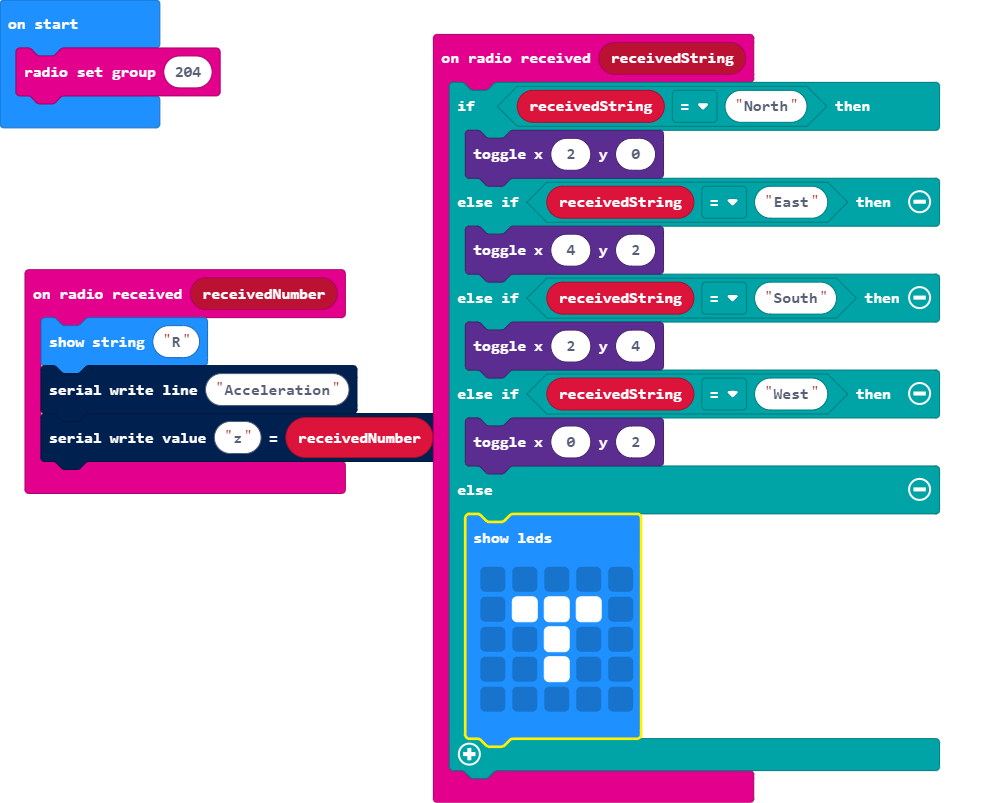 on start
radio set group 204
on radio received receivedNumber
show string "R"
serial write line "Acceleration"
serial write value "z" = receivedNumber
on radio received receivedString
if receivedString = "North" then
toggle x 2 y 0
else if receivedString = "East" then
toggle x 4 y 2
else if receivedString = "South" then
toggle x 2 y 4
else if receivedString = "West" then
toggle x 0 y 2
else
show leds